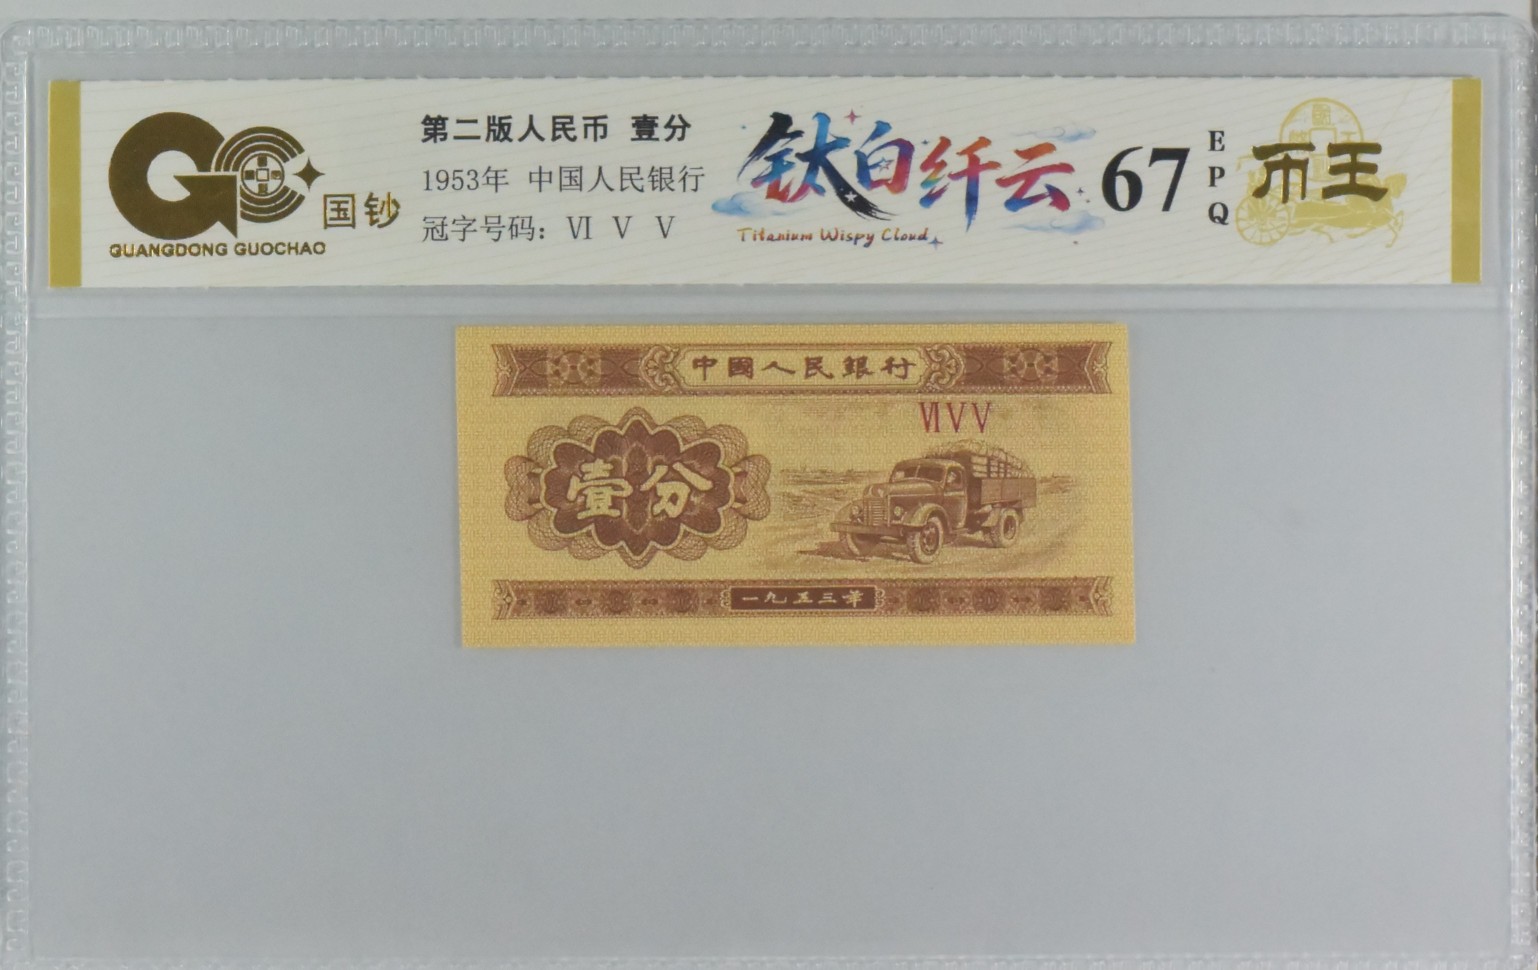 国钞
GUANGDONG GUOCHAO
第二版人民币 壹分
1953年 中国人民银行
冠字号码：Ⅵ Ⅴ Ⅴ
钛白纤云
Titanium Wispy Cloud
67
EPQ
币王
中國人民銀行
ⅥⅤⅤ
壹分
一九五三年